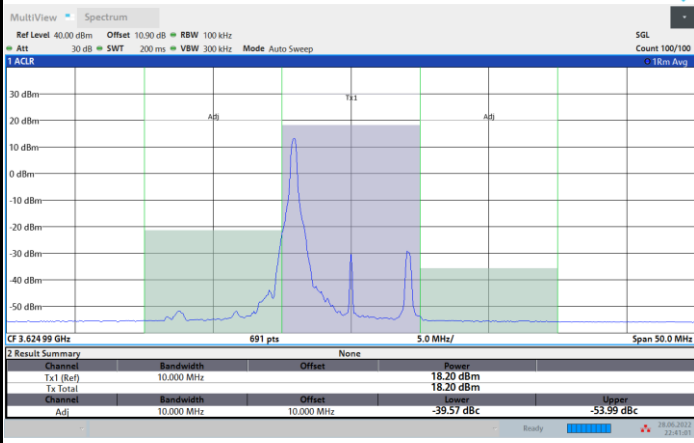 MultiView Spectrum
Ref Level 40.00 dBm Offset 10.90 dB RBW 100 kHz SGL
Att 30 dB SWT 200 ms VBW 300 kHz Mode Auto Sweep Count 100/100
1 ACLR 1Rm Avg
30 dBm
Tx1
20 dBm
Adj Adj
10 dBm
0 dBm
-10 dBm
-20 dBm
-30 dBm
-40 dBm
-50 dBm
CF 3.624 99 GHz 691 pts 5.0 MHz/ Span 50.0 MHz
2 Result Summary None
Channel Bandwidth Offset Power
Tx1 (Ref) 10.000 MHz 18.20 dBm
Tx Total 18.20 dBm
Channel Bandwidth Offset Lower Upper
Adj 10.000 MHz 10.000 MHz -39.57 dBc -53.99 dBc
Ready 28.06.2022
22:41:01